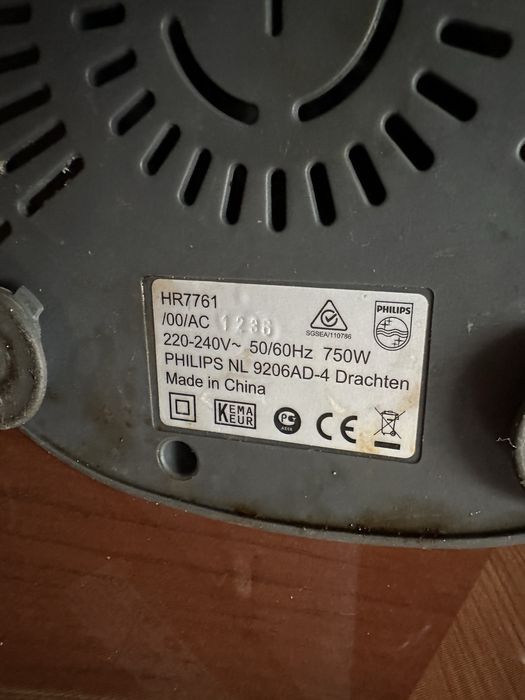 HR7761
/00/AC 1236
SGSEA/110786
PHILIPS
220-240V~ 50/60Hz 750W
PHILIPS NL 9206AD-4 Drachten
Made in China
KEMA
EUR
CE